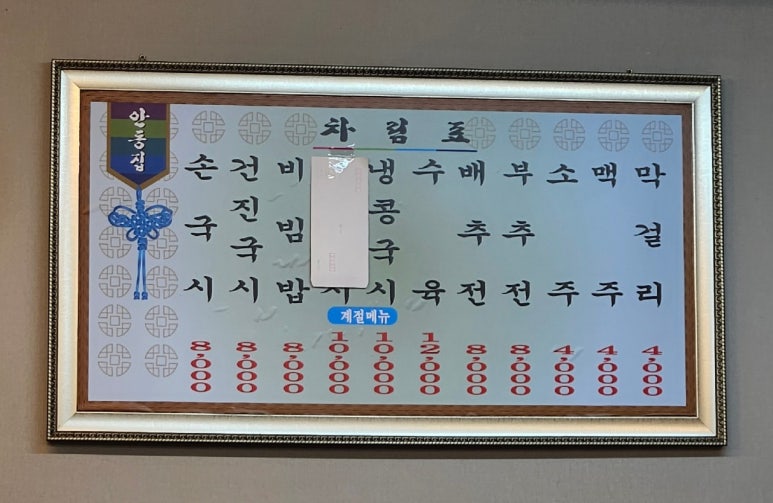 안동집
차림표
손국시 8,000
건진국시 8,000
비빔밥 8,000
시 10,000
냉콩국시 10,000
계절메뉴
수육 12,000
배추전 8,000
부추전 8,000
소주 4,000
맥주 4,000
막걸리 4,000